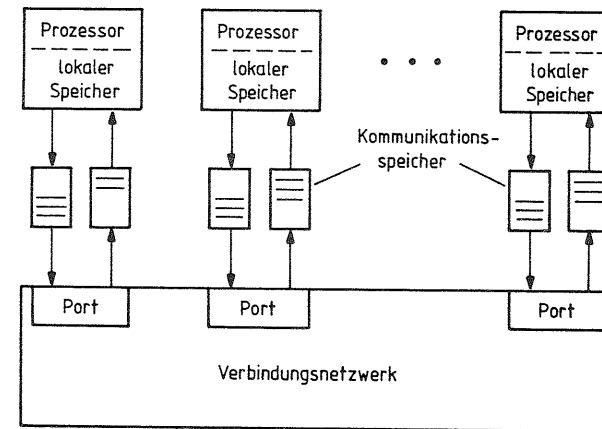 Prozessor
lokaler
Speicher
Prozessor
lokaler
Speicher
Prozessor
lokaler
Speicher
Kommunikations-
speicher
Port
Port
Port
Verbindungsnetzwerk